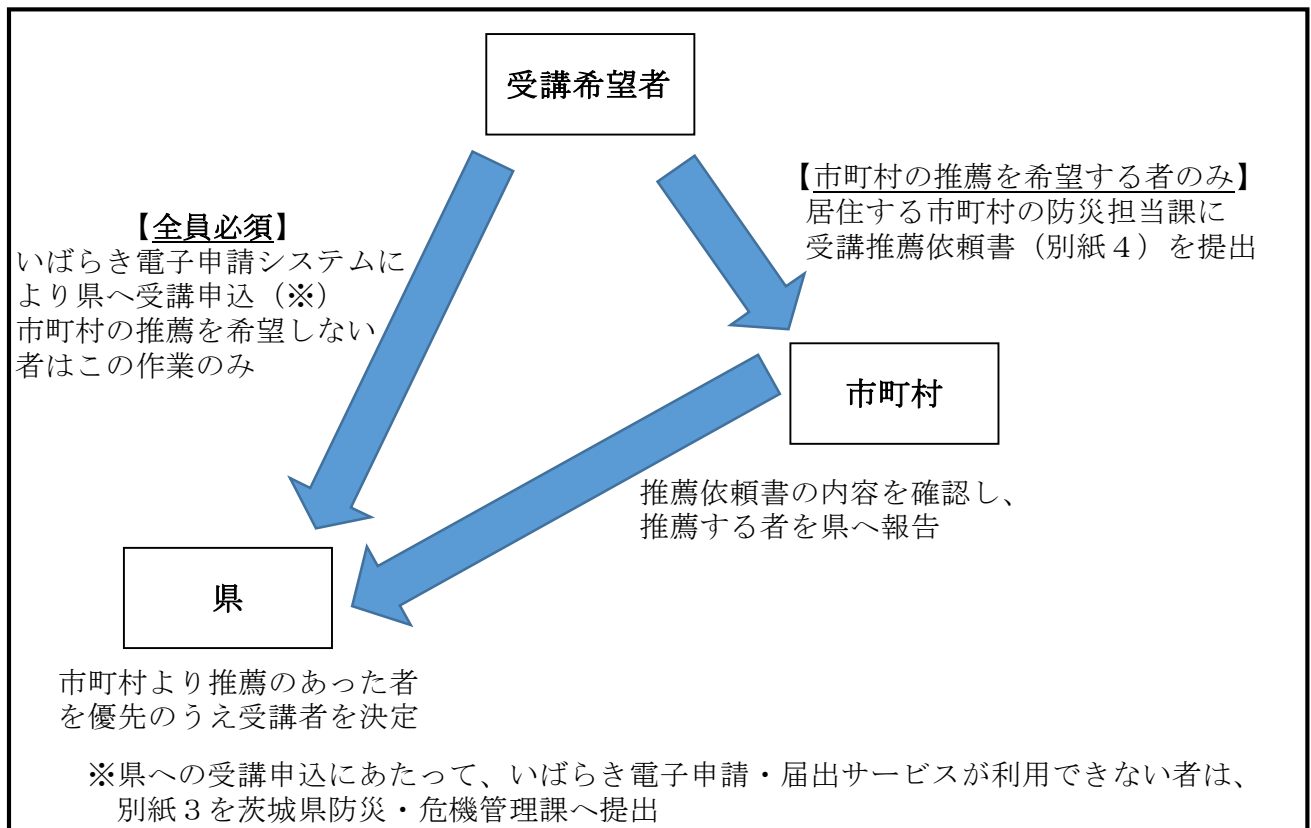 受講希望者
【全員必須】
いばらき電子申請システムに
より県へ受講申込（※）
市町村の推薦を希望しない
者はこの作業のみ
【市町村の推薦を希望する者のみ】
居住する市町村の防災担当課に
受講推薦依頼書（別紙４）を提出
市町村
推薦依頼書の内容を確認し、
推薦する者を県へ報告
県
市町村より推薦のあった者
を優先のうえ受講者を決定
※県への受講申込にあたって、いばらき電子申請・届出サービスが利用できない者は、
別紙３を茨城県防災・危機管理課へ提出